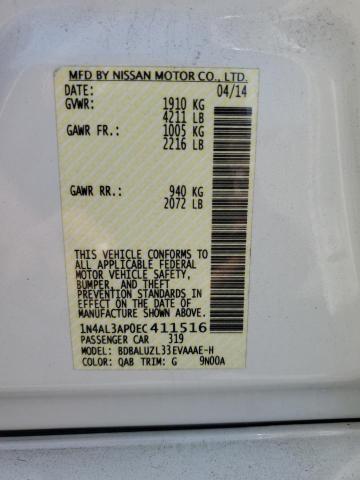 MFD BY NISSAN MOTOR CO., LTD.
DATE: 04/14
GVWR: 1910 KG
4211 LB
GAWR FR.: 1005 KG
2216 LB
GAWR RR.: 940 KG
2072 LB
THIS VEHICLE CONFORMS TO
ALL APPLICABLE FEDERAL
MOTOR VEHICLE SAFETY,
BUMPER, AND THEFT
PREVENTION STANDARDS IN
EFFECT ON THE DATE OF
MANUFACTURE SHOWN ABOVE.
1N4AL3AP0EC411516
PASSENGER CAR 319
MODEL: BDBALUZL33EVAAAE-H
COLOR: QAB TRIM: G 9N00A